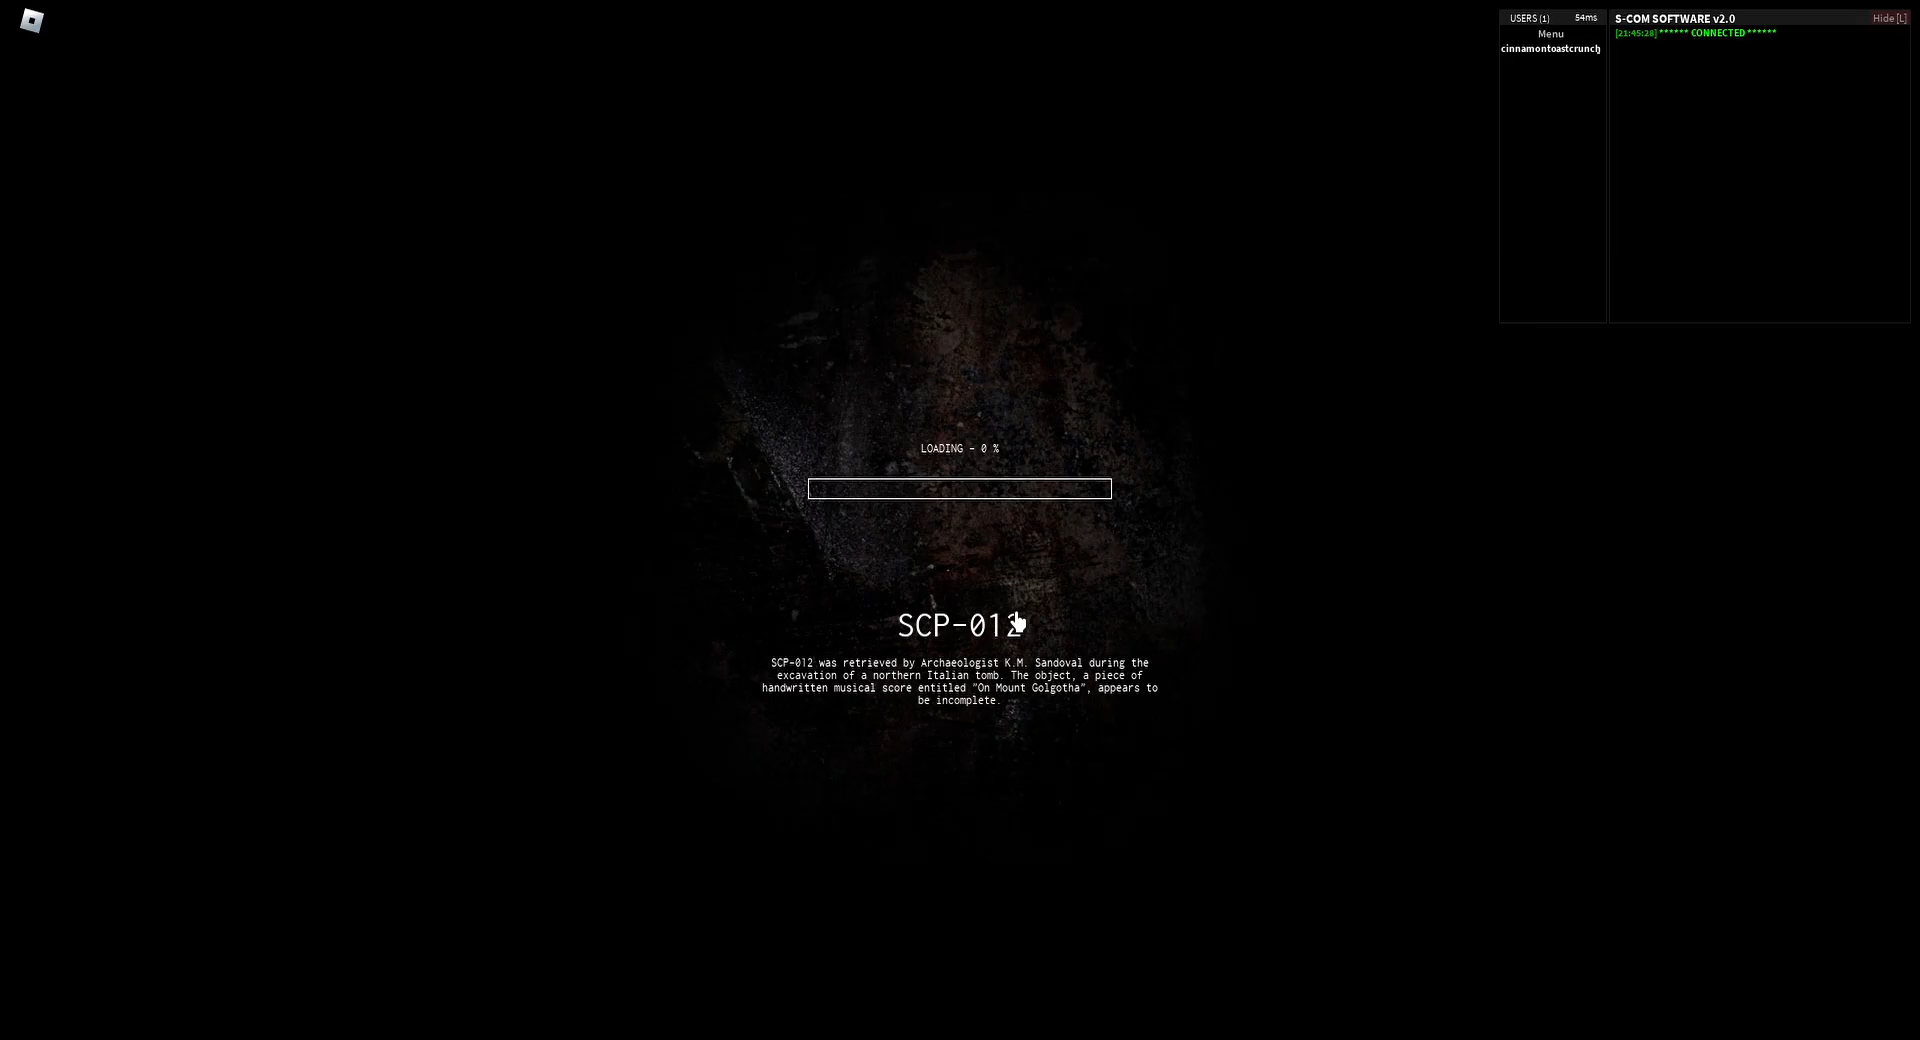 USERS (1) 54ms
Menu
S-COM SOFTWARE v2.0 Hide [L]
[21:45:28] ****** CONNECTED ******
LOADING - 0 %
SCP-012
SCP-012 was retrieved by Archaeologist K.M. Sandoval during the
excavation of a northern Italian tomb. The object, a piece of
handwritten musical score entitled "On Mount Golgotha", appears to
be incomplete.